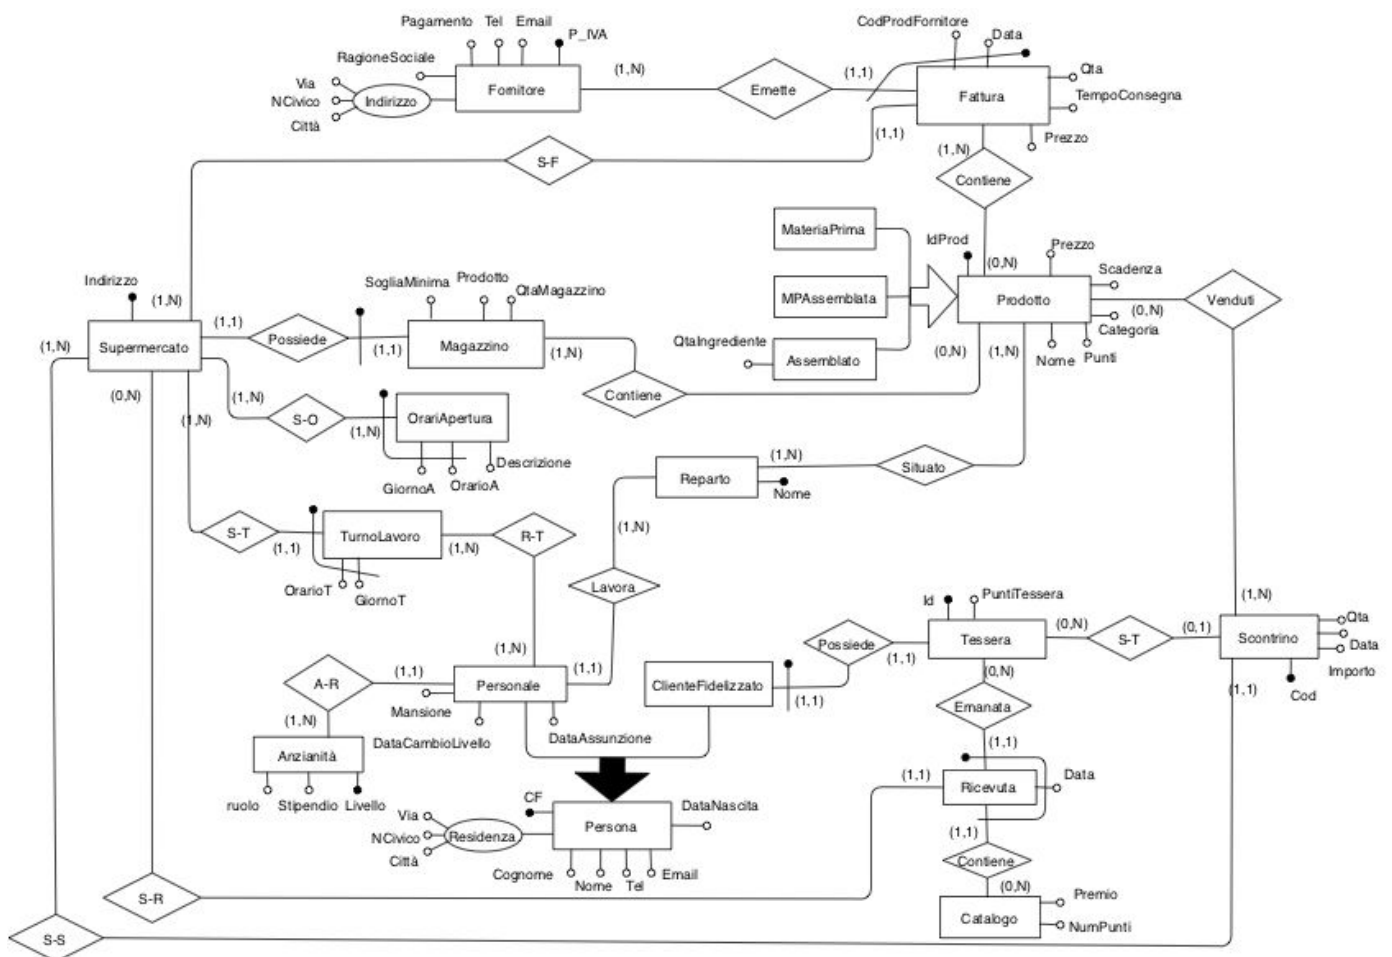 Pagamento Tel Email
P_IVA
CodProdFornitore
Data
RagioneSociale
Via
NCivico
Città
Indirizzo
Fornitore
(1,N)
Emette
(1,1)
Fattura
Qta
TempoConsegna
Prezzo
(1,1)
(1,N)
S-F
Contiene
MateriaPrima
IdProd
(0,N)
Prezzo
Scadenza
MPAssemblata
Prodotto
(0,N)
Venduti
Categoria
QtaIngrediente
Assemblato
(0,N)
(1,N)
Nome
Punti
Indirizzo
(1,N)
SogliaMinima
Prodotto
QtaMagazzino
(1,N)
Supermercato
(1,1)
Possiede
(1,1)
Magazzino
(1,N)
Contiene
(0,N)
(1,N)
(1,N)
S-O
(1,N)
OrariApertura
GiornoA
OrarioA
Descrizione
Reparto
(1,N)
Situato
Nome
S-T
(1,1)
TurnoLavoro
(1,N)
R-T
(1,N)
OrarioT
GiornoT
Lavora
Id
PuntiTessera
(1,N)
Possiede
(1,1)
Tessera
(0,N)
S-T
(0,1)
Scontrino
Qta
Data
Importo
Cod
(1,1)
(1,N)
(1,1)
A-R
(1,1)
Personale
ClienteFidelizzato
(1,1)
(0,N)
Emanata
(1,1)
Mansione
DataCambioLivello
DataAssunzione
(1,N)
Anzianità
ruolo
Stipendio
Livello
(1,1)
Ricevuta
Data
CF
DataNascita
Via
NCivico
Città
Residenza
Persona
(1,1)
Contiene
Cognome
Nome
Tel
Email
(0,N)
Premio
Catalogo
NumPunti
S-R
S-S